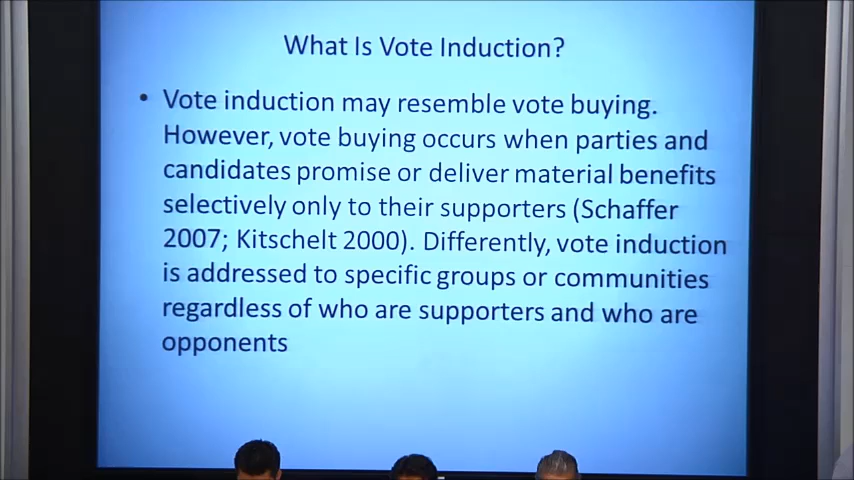 What Is Vote Induction?
• Vote induction may resemble vote buying.
However, vote buying occurs when parties and
candidates promise or deliver material benefits
selectively only to their supporters (Schaffer
2007; Kitschelt 2000). Differently, vote induction
is addressed to specific groups or communities
regardless of who are supporters and who are
opponents